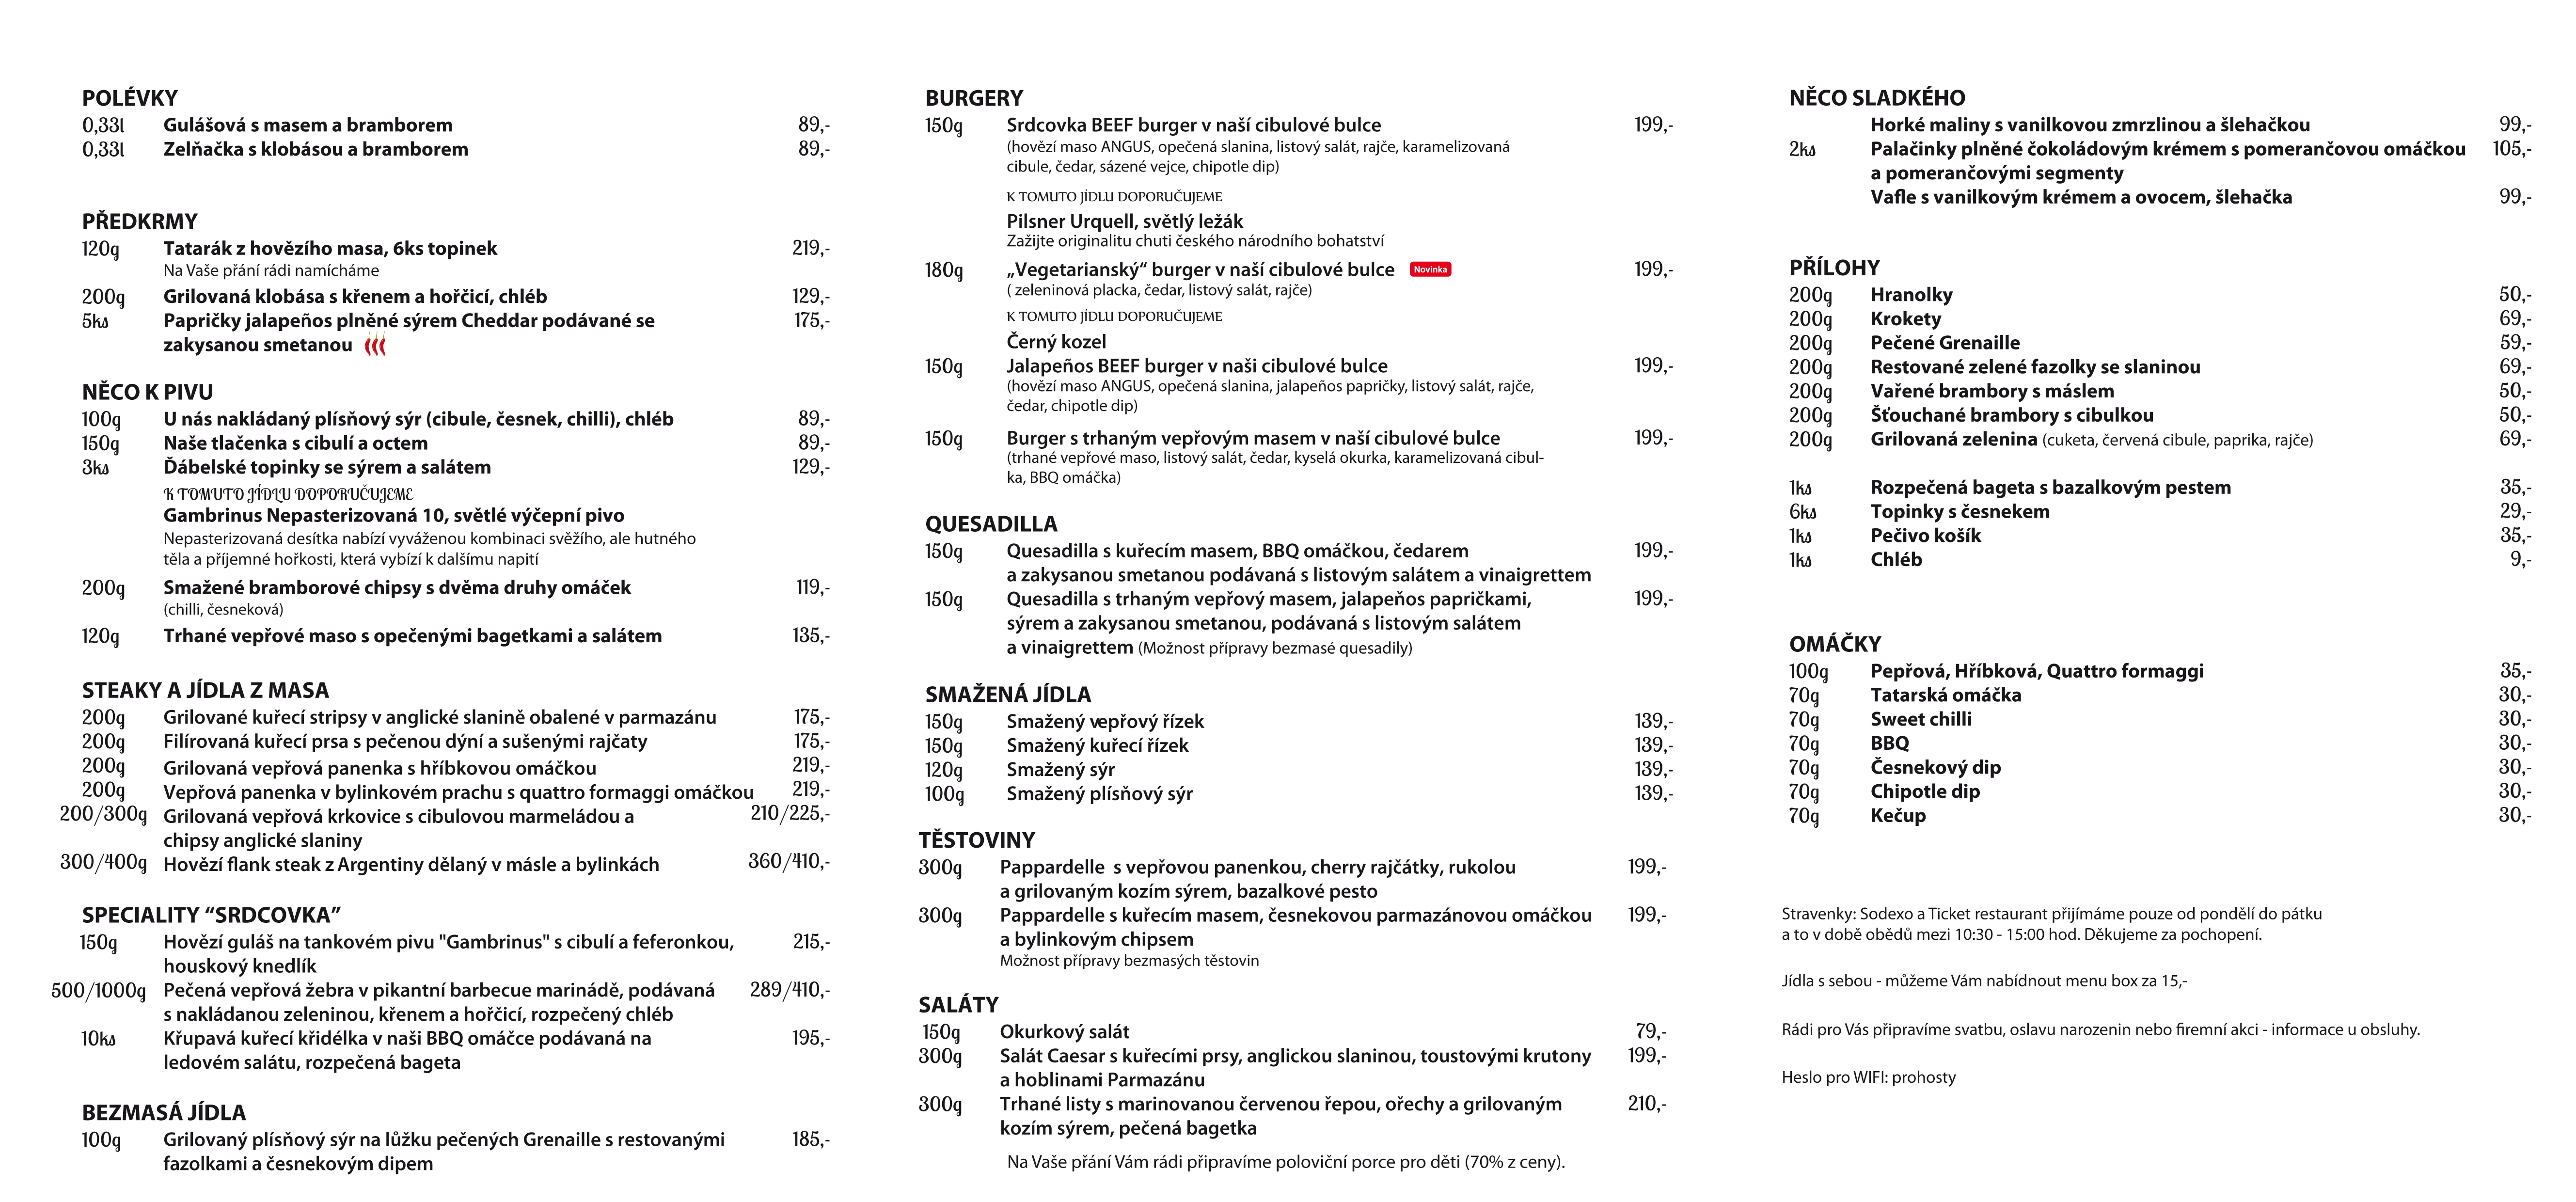 POLÉVKY
0,33l Gulášová s masem a bramborem 89,-
0,33l Zelňačka s klobásou a bramborem 89,-
PŘEDKRMY
120g Tatarák z hovězího masa, 6ks topinek 219,-
Na Vaše přání rádi namícháme
200g Grilovaná klobása s křenem a hořčicí, chléb 129,-
5ks Papričky jalapeños plněné sýrem Cheddar podávané se 175,-
zakysanou smetanou
NĚCO K PIVU
100g U nás nakládaný plísňový sýr (cibule, česnek, chilli), chléb 89,-
150g Naše tlačenka s cibulí a octem 89,-
3ks Ďábelské topinky se sýrem a salátem 129,-
K TOMUTO JÍDLU DOPORUČUJEME
Gambrinus Nepasterizovaná 10, světlé výčepní pivo
Nepasterizovaná desítka nabízí vyváženou kombinaci svěžího, ale hutného
těla a příjemné hořkosti, která vybízí k dalšímu napití
200g Smažené bramborové chipsy s dvěma druhy omáček 119,-
(chilli, česneková)
120g Trhané vepřové maso s opečenými bagetkami a salátem 135,-
STEAKY A JÍDLA Z MASA
200g Grilované kuřecí stripsy v anglické slanině obalené v parmazánu 175,-
200g Filírovaná kuřecí prsa s pečenou dýní a sušenými rajčaty 175,-
200g Grilovaná vepřová panenka s hříbkovou omáčkou 219,-
200g Vepřová panenka v bylinkovém prachu s quattro formaggi omáčkou 219,-
200/300g Grilovaná vepřová krkovice s cibulovou marmeládou a 210/225,-
chipsy anglické slaniny
300/400g Hovězí flank steak z Argentiny dělaný v másle a bylinkách 360/410,-
SPECIALITY “SRDCOVKA”
150g Hovězí guláš na tankovém pivu "Gambrinus" s cibulí a feferonkou, 215,-
houskový knedlík
500/1000g Pečená vepřová žebra v pikantní barbecue marinádě, podávaná 289/410,-
s nakládanou zeleninou, křenem a hořčicí, rozpečený chléb
10ks Křupavá kuřecí křidélka v naši BBQ omáčce podávaná na 195,-
ledovém salátu, rozpečená bageta
BEZMASÁ JÍDLA
100g Grilovaný plísňový sýr na lůžku pečených Grenaille s restovanými 185,-
fazolkami a česnekovým dipem
BURGERY
150g Srdcovka BEEF burger v naší cibulové bulce 199,-
(hovězí maso ANGUS, opečená slanina, listový salát, rajče, karamelizovaná
cibule, čedar, sázené vejce, chipotle dip)
K TOMUTO JÍDLU DOPORUČUJEME
Pilsner Urquell, světlý ležák
Zažijte originalitu chuti českého národního bohatství
180g „Vegetarianský“ burger v naší cibulové bulce Novinka 199,-
( zeleninová placka, čedar, listový salát, rajče)
K TOMUTO JÍDLU DOPORUČUJEME
Černý kozel
150g Jalapeños BEEF burger v naši cibulové bulce 199,-
(hovězí maso ANGUS, opečená slanina, jalapeños papričky, listový salát, rajče,
čedar, chipotle dip)
150g Burger s trhaným vepřovým masem v naší cibulové bulce 199,-
(trhané vepřové maso, listový salát, čedar, kyselá okurka, karamelizovaná cibul-
ka, BBQ omáčka)
QUESADILLA
150g Quesadilla s kuřecím masem, BBQ omáčkou, čedarem 199,-
a zakysanou smetanou podávaná s listovým salátem a vinaigrettem
150g Quesadilla s trhaným vepřový masem, jalapeños papričkami, 199,-
sýrem a zakysanou smetanou, podávaná s listovým salátem
a vinaigrettem (Možnost přípravy bezmasé quesadily)
SMAŽENÁ JÍDLA
150g Smažený vepřový řízek 139,-
150g Smažený kuřecí řízek 139,-
120g Smažený sýr 139,-
100g Smažený plísňový sýr 139,-
TĚSTOVINY
300g Pappardelle s vepřovou panenkou, cherry rajčátky, rukolou 199,-
a grilovaným kozím sýrem, bazalkové pesto
300g Pappardelle s kuřecím masem, česnekovou parmazánovou omáčkou 199,-
a bylinkovým chipsem
Možnost přípravy bezmasých těstovin
SALÁTY
150g Okurkový salát 79,-
300g Salát Caesar s kuřecími prsy, anglickou slaninou, toustovými krutony 199,-
a hoblinami Parmazánu
300g Trhané listy s marinovanou červenou řepou, ořechy a grilovaným 210,-
kozím sýrem, pečená bagetka
Na Vaše přání Vám rádi připravíme poloviční porce pro děti (70% z ceny).
NĚCO SLADKÉHO
Horké maliny s vanilkovou zmrzlinou a šlehačkou 99,-
2ks Palačinky plněné čokoládovým krémem s pomerančovou omáčkou 105,-
a pomerančovými segmenty
Vafle s vanilkovým krémem a ovocem, šlehačka 99,-
PŘÍLOHY
200g Hranolky 50,-
200g Krokety 69,-
200g Pečené Grenaille 59,-
200g Restované zelené fazolky se slaninou 69,-
200g Vařené brambory s máslem 50,-
200g Šťouchané brambory s cibulkou 50,-
200g Grilovaná zelenina (cuketa, červená cibule, paprika, rajče) 69,-
1ks Rozpečená bageta s bazalkovým pestem 35,-
6ks Topinky s česnekem 29,-
1ks Pečivo košík 35,-
1ks Chléb 9,-
OMÁČKY
100g Pepřová, Hříbková, Quattro formaggi 35,-
70g Tatarská omáčka 30,-
70g Sweet chilli 30,-
70g BBQ 30,-
70g Česnekový dip 30,-
70g Chipotle dip 30,-
70g Kečup 30,-
Stravenky: Sodexo a Ticket restaurant přijímáme pouze od pondělí do pátku
a to v době obědů mezi 10:30 - 15:00 hod. Děkujeme za pochopení.
Jídla s sebou - můžeme Vám nabídnout menu box za 15,-
Rádi pro Vás připravíme svatbu, oslavu narozenin nebo firemní akci - informace u obsluhy.
Heslo pro WIFI: prohosty